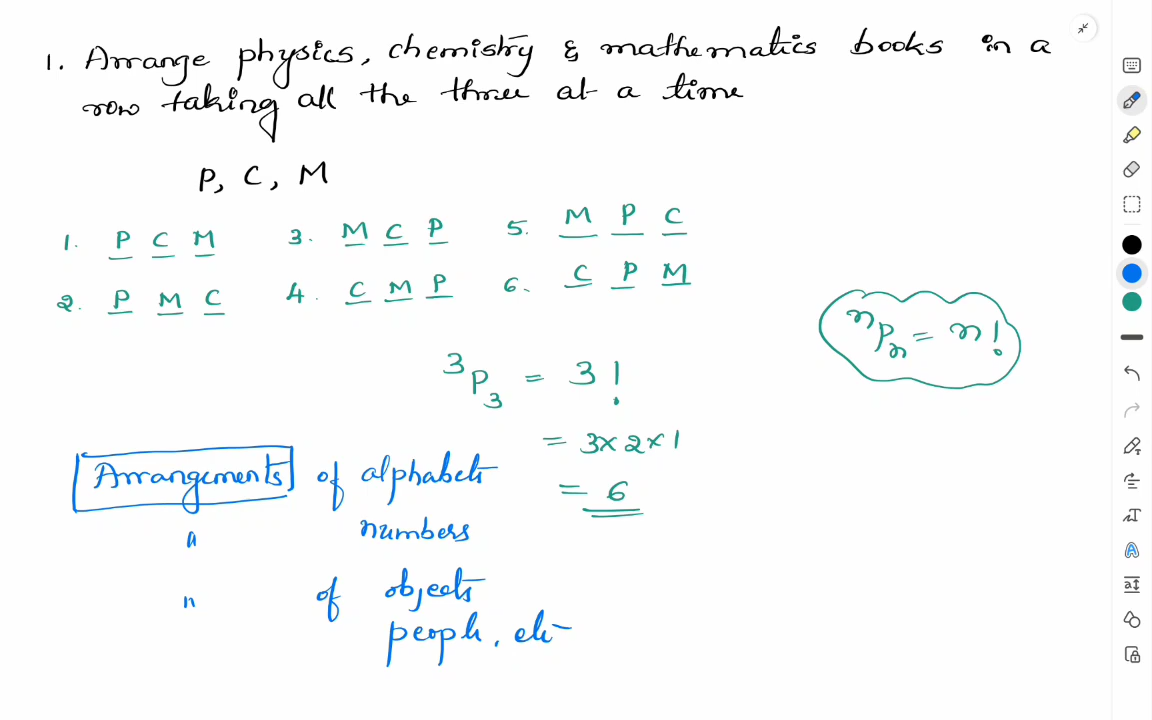 1. Arrange physics, chemistry & mathematics books in a
row taking all the three at a time
P, C, M
1. P C M
2. P M C
3. M C P
4. C M P
5. M P C
6. C P M
³P₃ = 3!
= 3×2×1
= 6
ⁿPₙ = n!
Arrangements of alphabets
" numbers
" of objects
people, etc